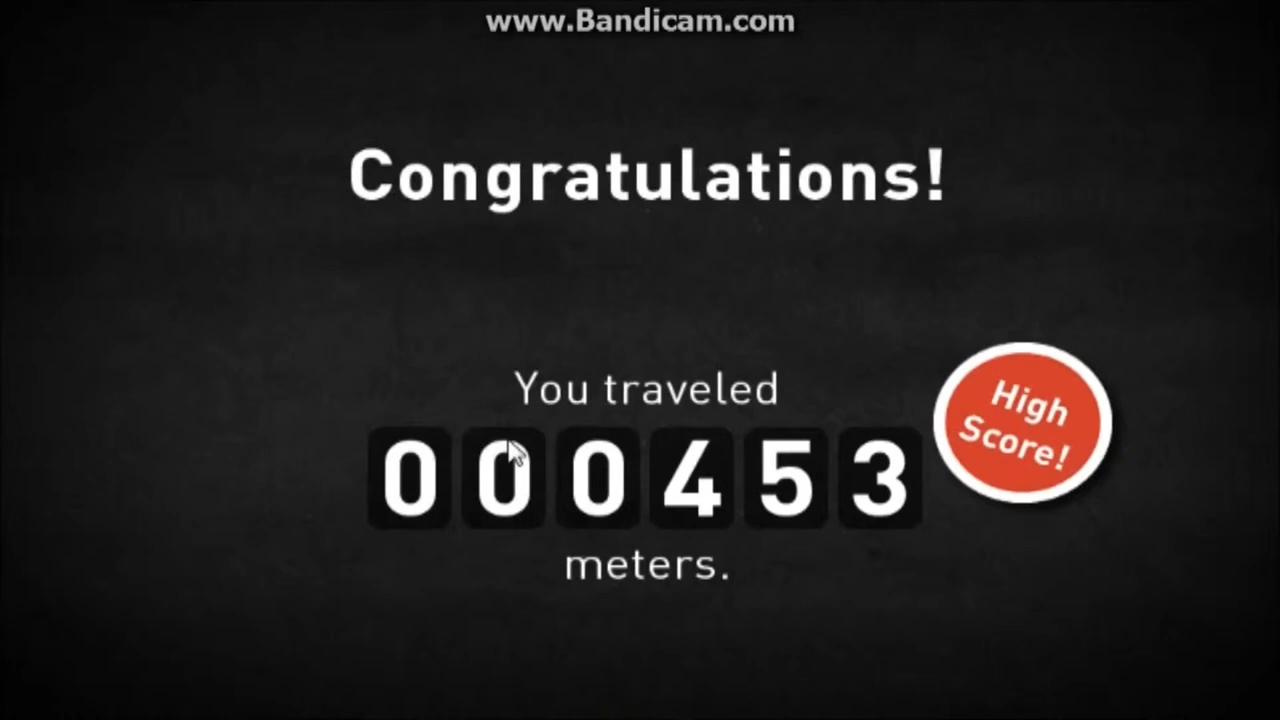 www.Bandicam.com
Congratulations!
You traveled
000453
High
Score!
meters.